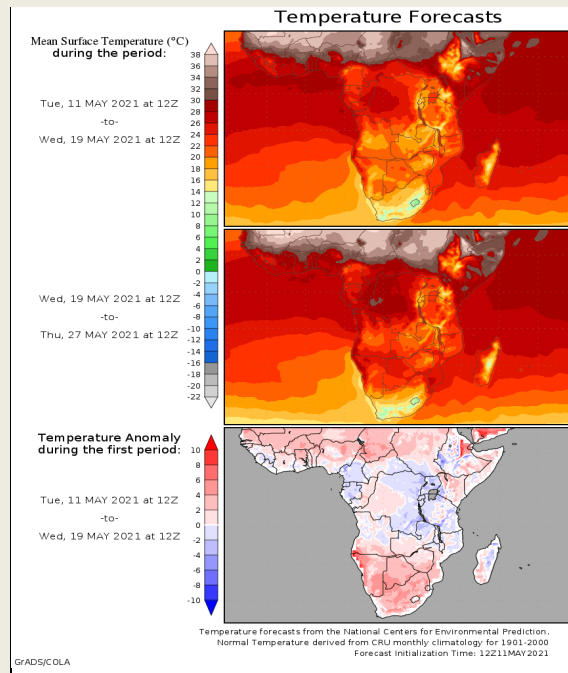 Temperature Forecasts
Mean Surface Temperature (°C)
during the period:
Tue, 11 MAY 2021 at 12Z
-to-
Wed, 19 MAY 2021 at 12Z
38
36
34
32
30
28
26
24
22
20
18
16
14
12
10
8
6
4
2
0
-2
-4
-6
-8
-10
-12
-14
-16
-18
-20
-22
Wed, 19 MAY 2021 at 12Z
-to-
Thu, 27 MAY 2021 at 12Z
Temperature Anomaly
during the first period:
Tue, 11 MAY 2021 at 12Z
-to-
Wed, 19 MAY 2021 at 12Z
10
8
6
4
2
0
-2
-4
-6
-8
-10
Temperature forecasts from the National Centers for Environmental Prediction.
Normal Temperature derived from CRU monthly climatology for 1901-2000
Forecast Initialization Time: 12Z11MAY2021
GrADS/COLA